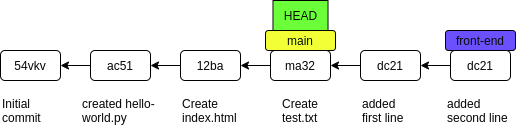 HEAD
main
front-end
54vkv
ac51
12ba
ma32
dc21
dc21
Initial
commit
created hello-
world.py
Create
index.html
Create
test.txt
added
first line
added
second line